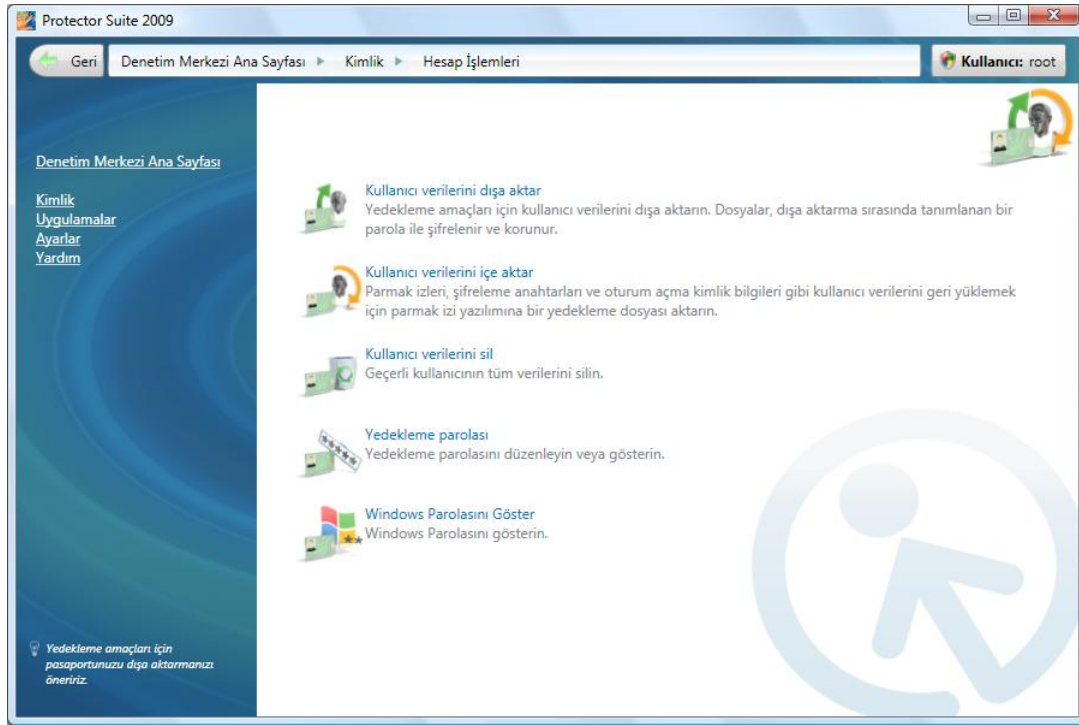 Protector Suite 2009
Geri
Denetim Merkezi Ana Sayfası
Kimlik
Hesap İşlemleri
Kullanıcı: root
Denetim Merkezi Ana Sayfası
Kimlik
Uygulamalar
Ayarlar
Yardım
Kullanıcı verilerini dışa aktar
Yedekleme amaçları için kullanıcı verilerini dışa aktarın. Dosyalar, dışa aktarma sırasında tanımlanan bir
parola ile şifrelenir ve korunur.
Kullanıcı verilerini içe aktar
Parmak izleri, şifreleme anahtarları ve oturum açma kimlik bilgileri gibi kullanıcı verilerini geri yüklemek
için parmak izi yazılımına bir yedekleme dosyası aktarın.
Kullanıcı verilerini sil
Geçerli kullanıcının tüm verilerini silin.
Yedekleme parolası
Yedekleme parolasını düzenleyin veya gösterin.
Windows Parolasını Göster
Windows Parolasını gösterin.
Yedekleme amaçları için
pasaportunuzu dışa aktarmanızı
öneririz.